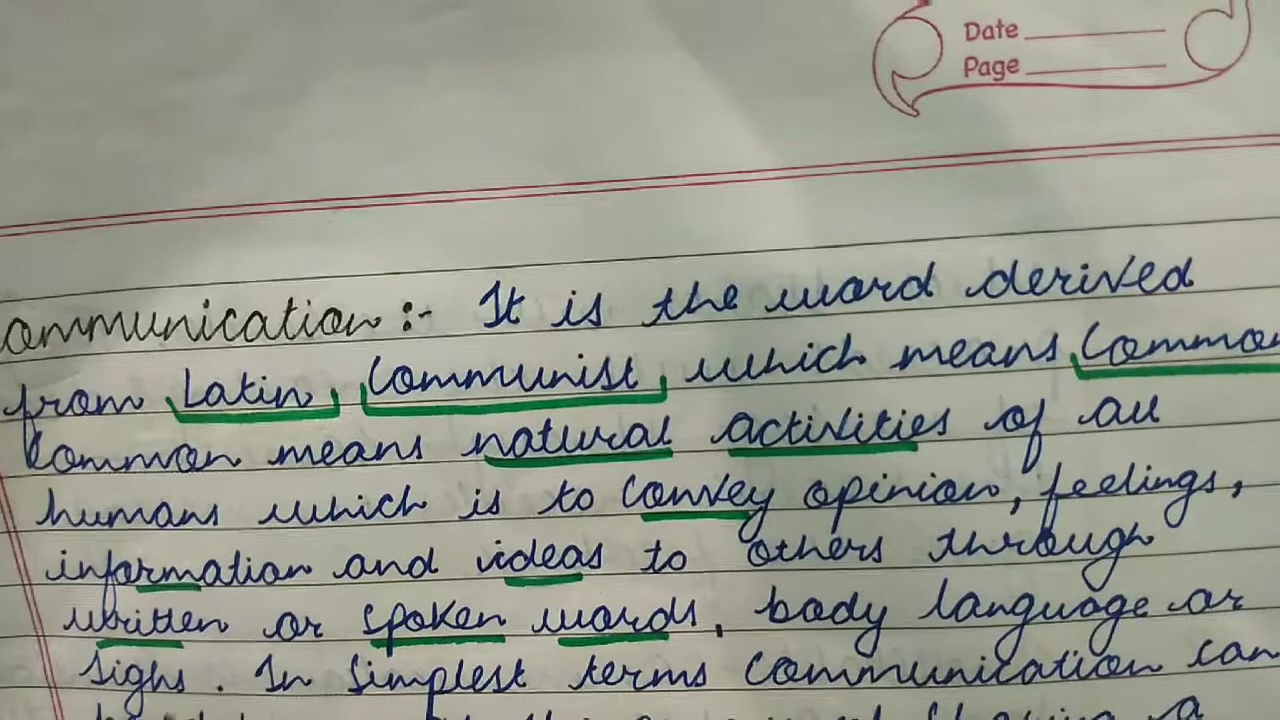 Date
Page
ommunication :- It is the word derived
from Latin, Communist, which means, Common
Common means natural activities of all
humans which is to convey opinion, feelings,
information and ideas to others through
written or spoken words, body language or
sighs. In simplest terms communication can